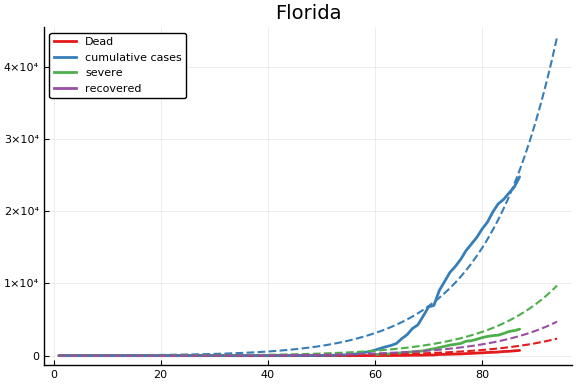 Florida
Dead
cumulative cases
severe
recovered
4×10⁴
3×10⁴
2×10⁴
1×10⁴
0
0 20 40 60 80